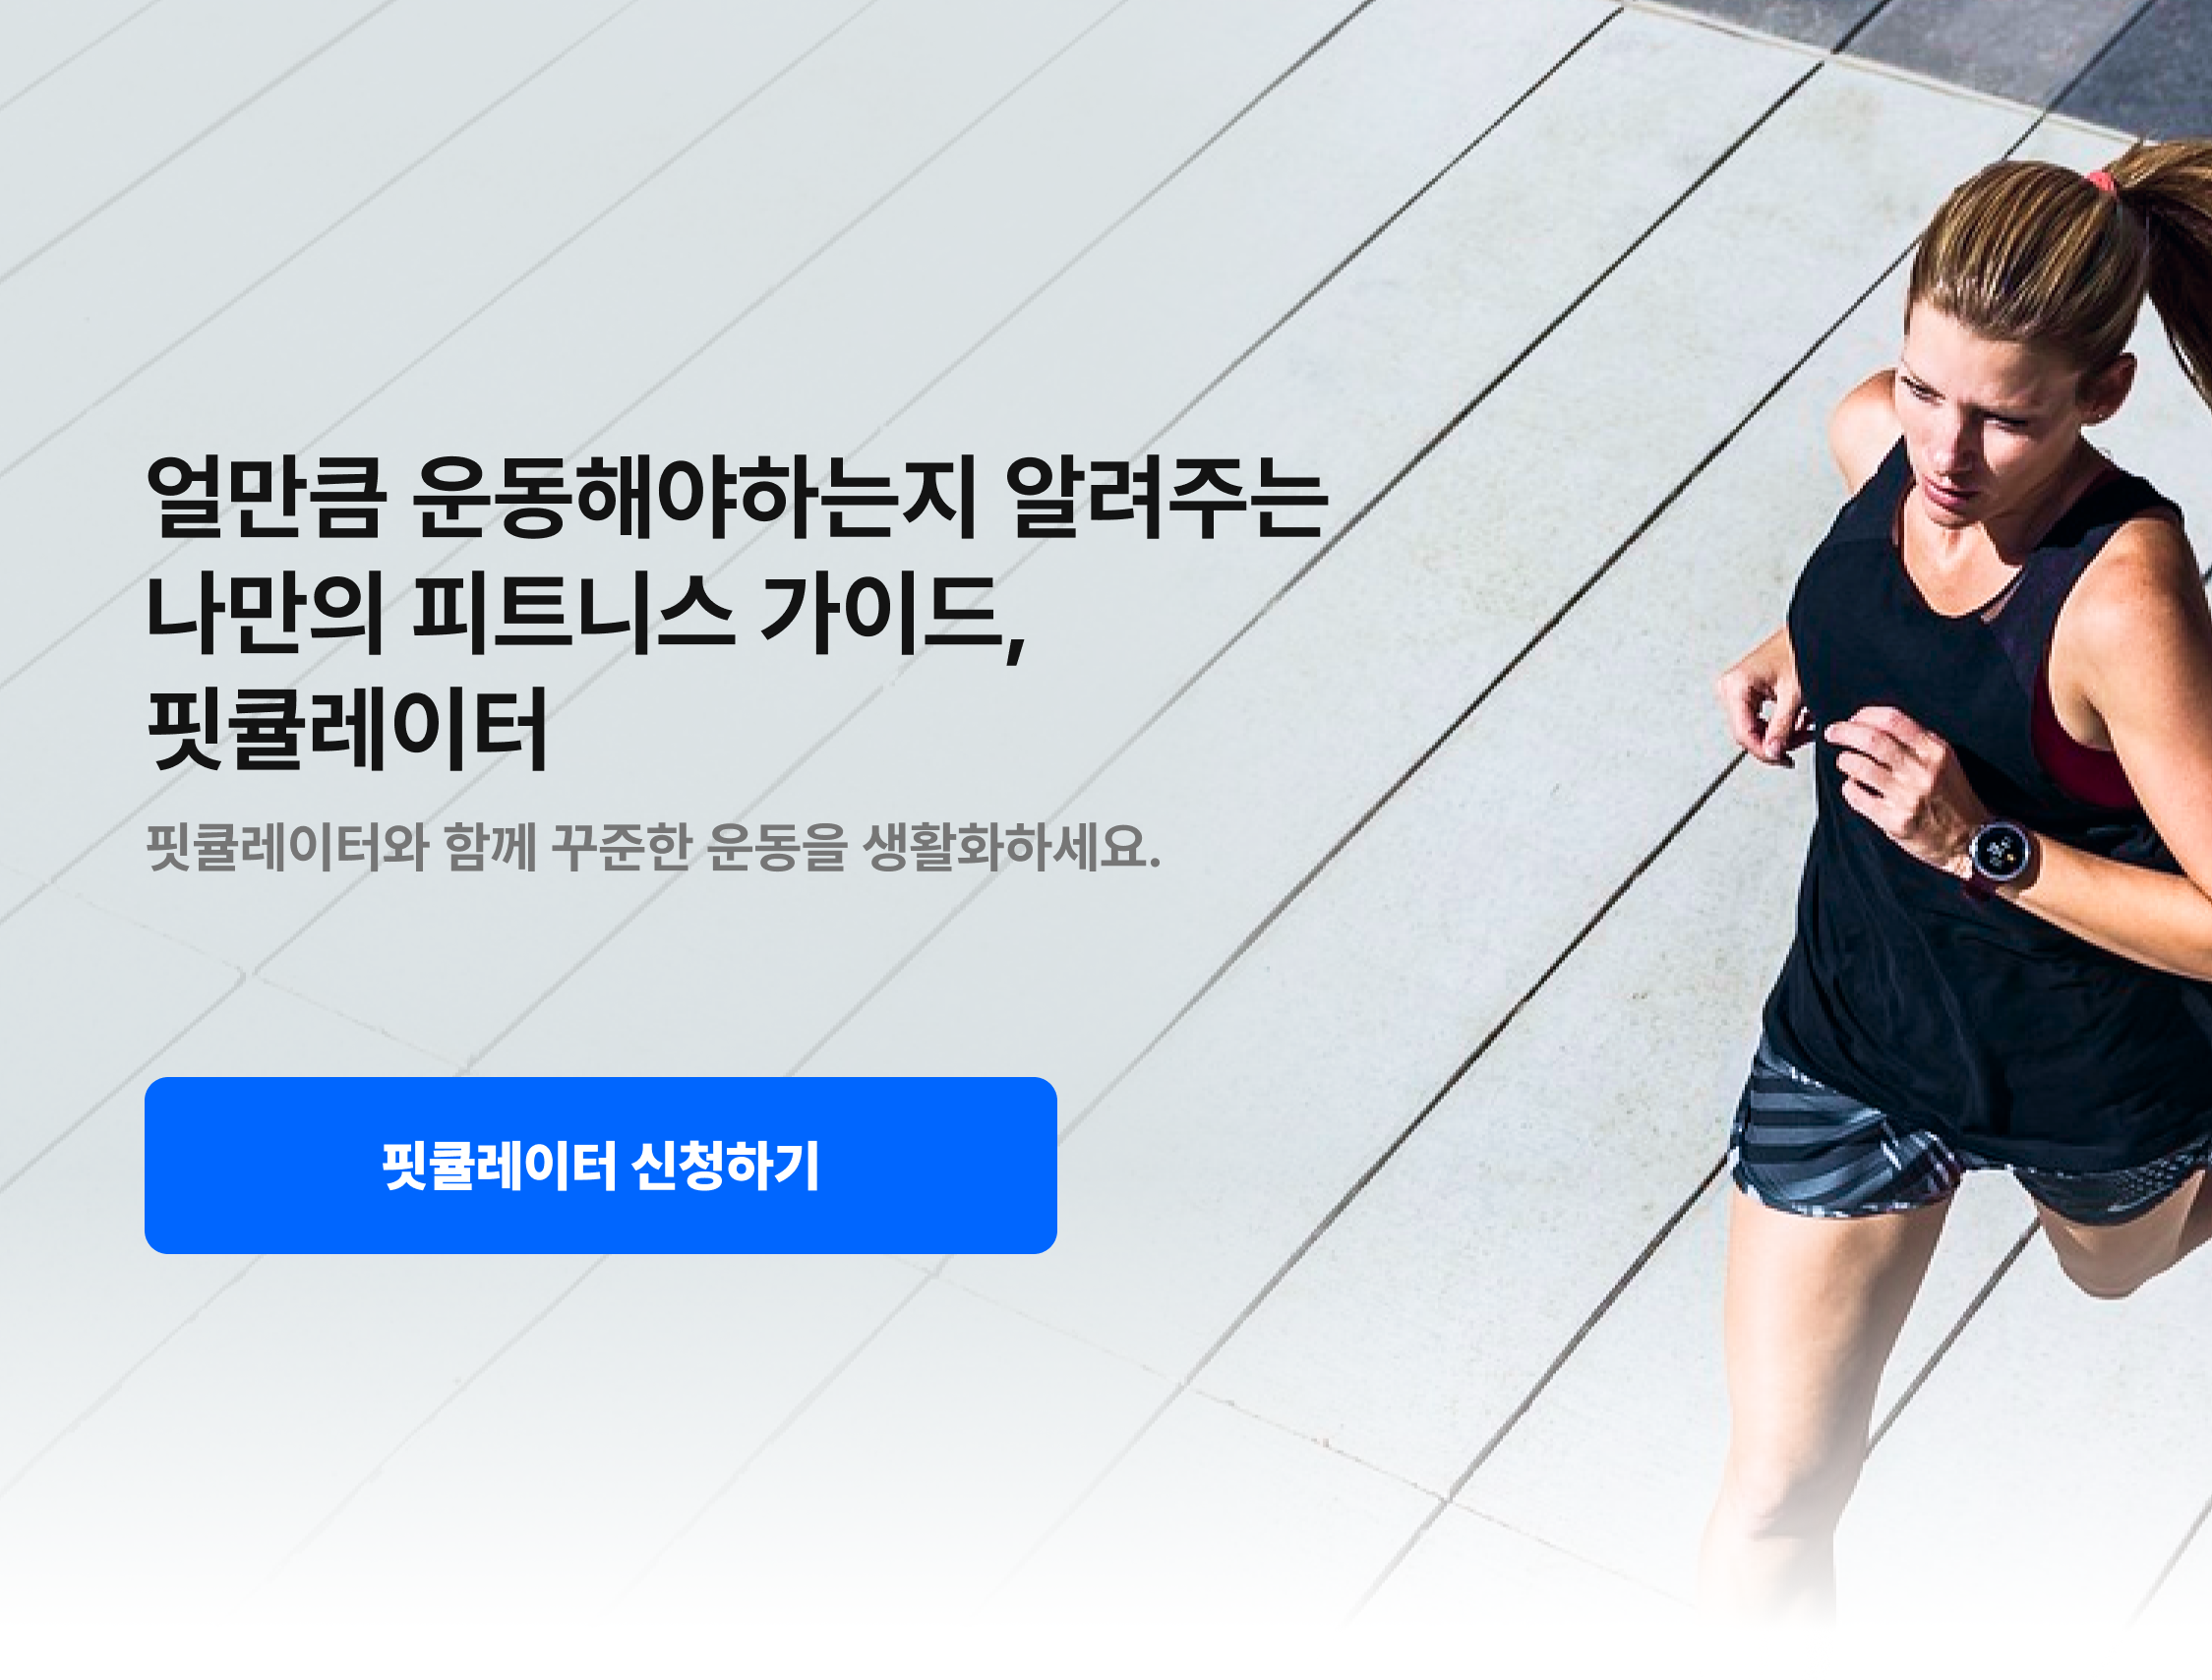 얼만큼 운동해야하는지 알려주는
나만의 피트니스 가이드,
핏큘레이터
핏큘레이터와 함께 꾸준한 운동을 생활화하세요.
핏큘레이터 신청하기